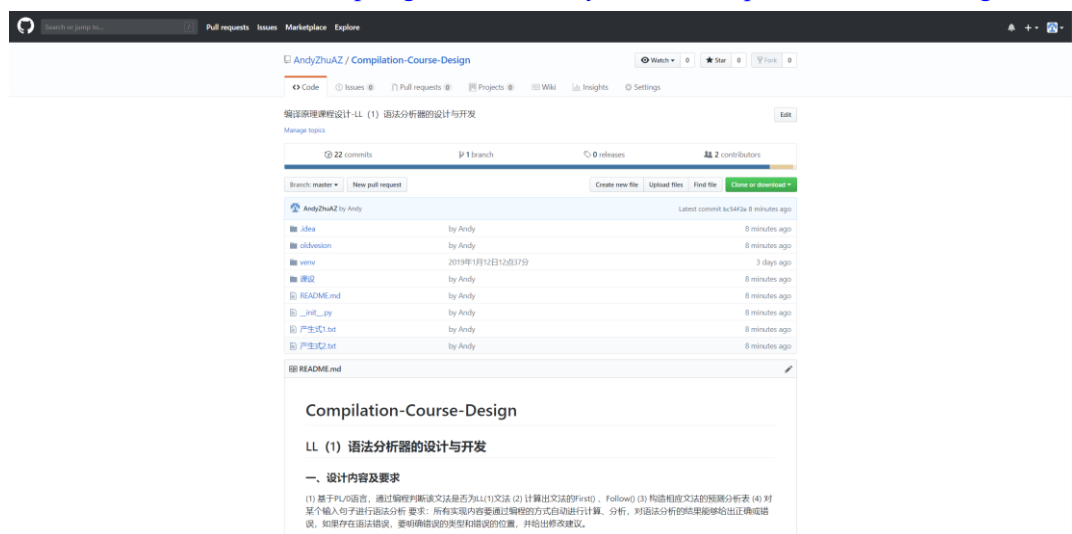 Search or jump to... / Pull requests Issues Marketplace Explore
AndyZhuAZ / Compilation-Course-Design Watch 0 Star 0 Fork 0
Code Issues 0 Pull requests 0 Projects 0 Wiki Insights Settings
编译原理课程设计-LL（1）语法分析器的设计与开发 Edit
Manage topics
22 commits 1 branch 0 releases 2 contributors
Branch: master New pull request Create new file Upload files Find file Clone or download
AndyZhuAZ by Andy Latest commit 8 minutes ago
.idea by Andy 8 minutes ago
oldvesion by Andy 8 minutes ago
venv 2019年1月12日12点37分 3 days ago
课设 by Andy 8 minutes ago
README.md by Andy 8 minutes ago
__init__.py by Andy 8 minutes ago
产生式1.txt by Andy 8 minutes ago
产生式2.txt by Andy 8 minutes ago
README.md
Compilation-Course-Design
LL（1）语法分析器的设计与开发
一、设计内容及要求
(1) 基于PL/0语言，通过编程判断该文法是否为LL(1)文法 (2) 计算出文法的First() 、Follow() (3) 构造相应文法的预测分析表 (4) 对
某个输入句子进行语法分析 要求：所有实现内容要通过编程的方式自动进行计算、分析，对语法分析的结果能够给出正确或错
误，如果存在语法错误，要明确错误的类型和错误的位置，并给出修改建议。